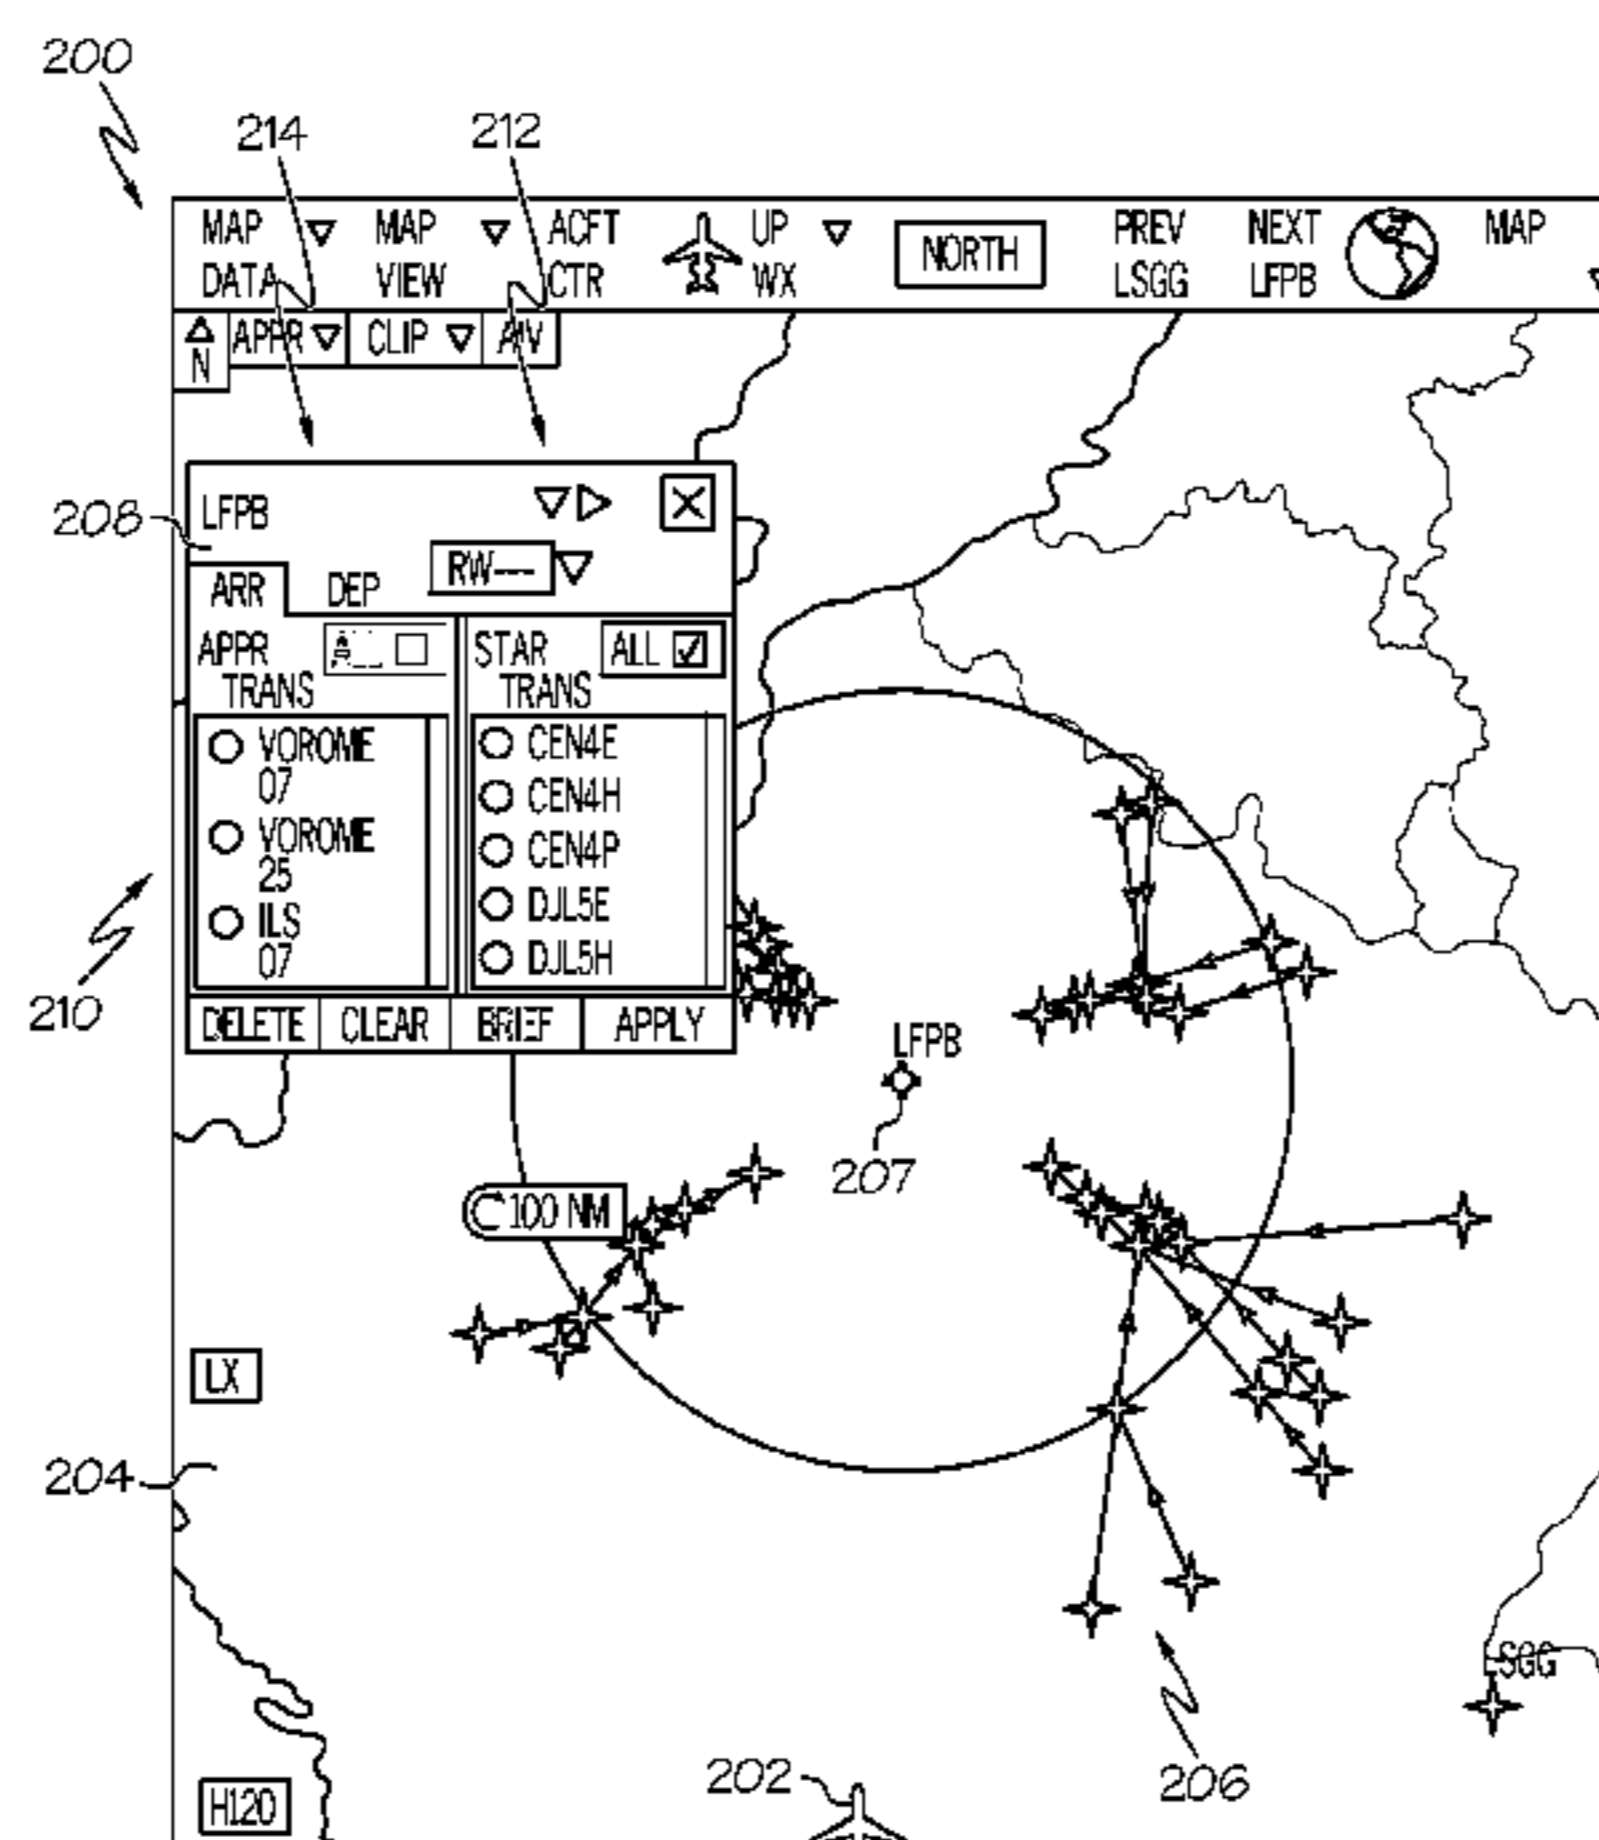 200
214 212
MAP MAP ACFT UP NORTH PREV NEXT MAP
DATA VIEW CTR WX LSGG LFPB
N APPR CLIP
208
LFPB
RW---
ARR DEP
APPR STAR ALL
TRANS TRANS
VOROME CEN4E
07 CEN4H
VOROME CEN4P
25 DJL5E
ILS DJL5H
07
210
DELETE CLEAR BRIEF APPLY
LFPB
207
100 NM
LX
204
LSGG
202
206
H120